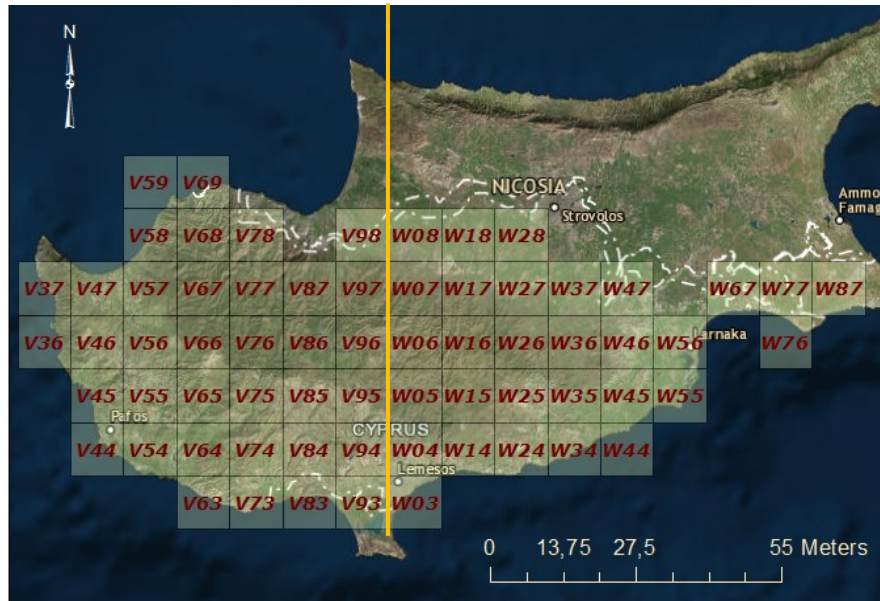 N
NICOSIA
Strovolos
Ammo
Famag
V59 V69
V58 V68 V78 V98 W08 W18 W28
V37 V47 V57 V67 V77 V87 V97 W07 W17 W27 W37 W47 W67 W77 W87
V36 V46 V56 V66 V76 V86 V96 W06 W16 W26 W36 W46 W56 Larnaka W76
V45 V55 V65 V75 V85 V95 W05 W15 W25 W35 W45 W55
Pafos
CYPRUS
V44 V54 V64 V74 V84 V94 W04 W14 W24 W34 W44
Lemesos
V63 V73 V83 V93 W03
0 13,75 27,5 55 Meters